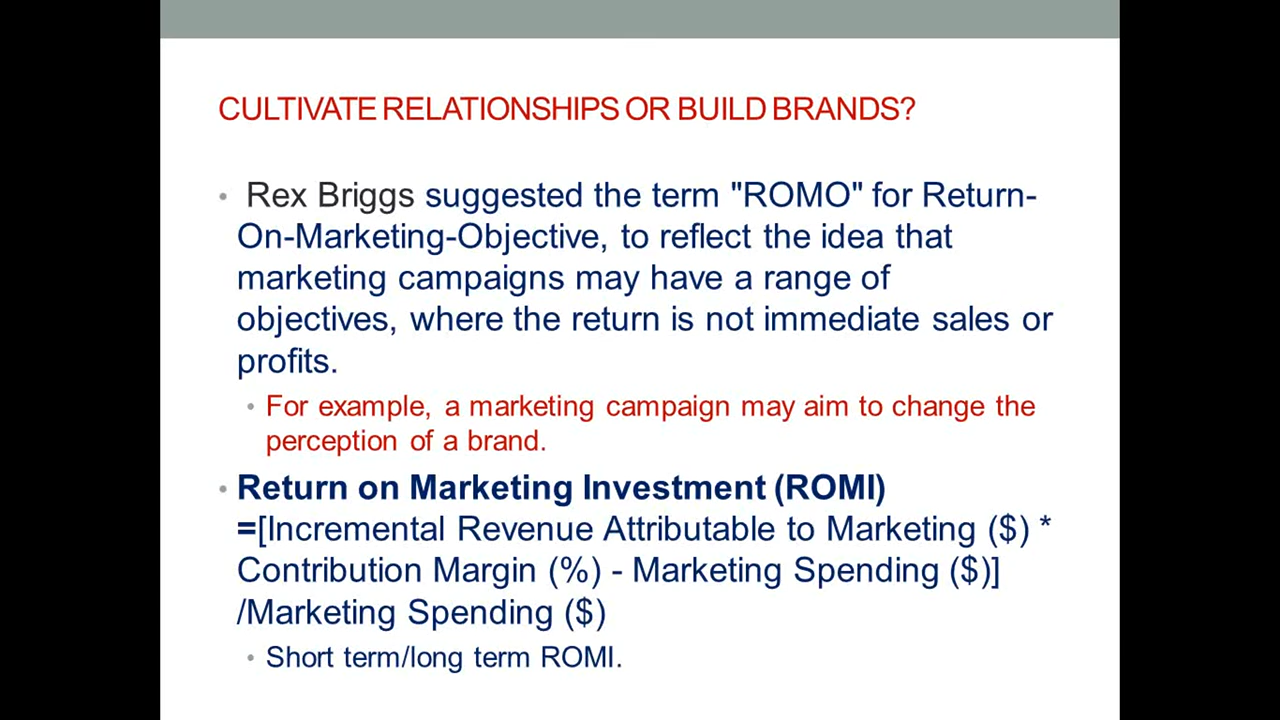 CULTIVATE RELATIONSHIPS OR BUILD BRANDS?
• Rex Briggs suggested the term "ROMO" for Return-
On-Marketing-Objective, to reflect the idea that
marketing campaigns may have a range of
objectives, where the return is not immediate sales or
profits.
• For example, a marketing campaign may aim to change the
perception of a brand.
• Return on Marketing Investment (ROMI)
=[Incremental Revenue Attributable to Marketing ($) *
Contribution Margin (%) - Marketing Spending ($)]
/Marketing Spending ($)
• Short term/long term ROMI.